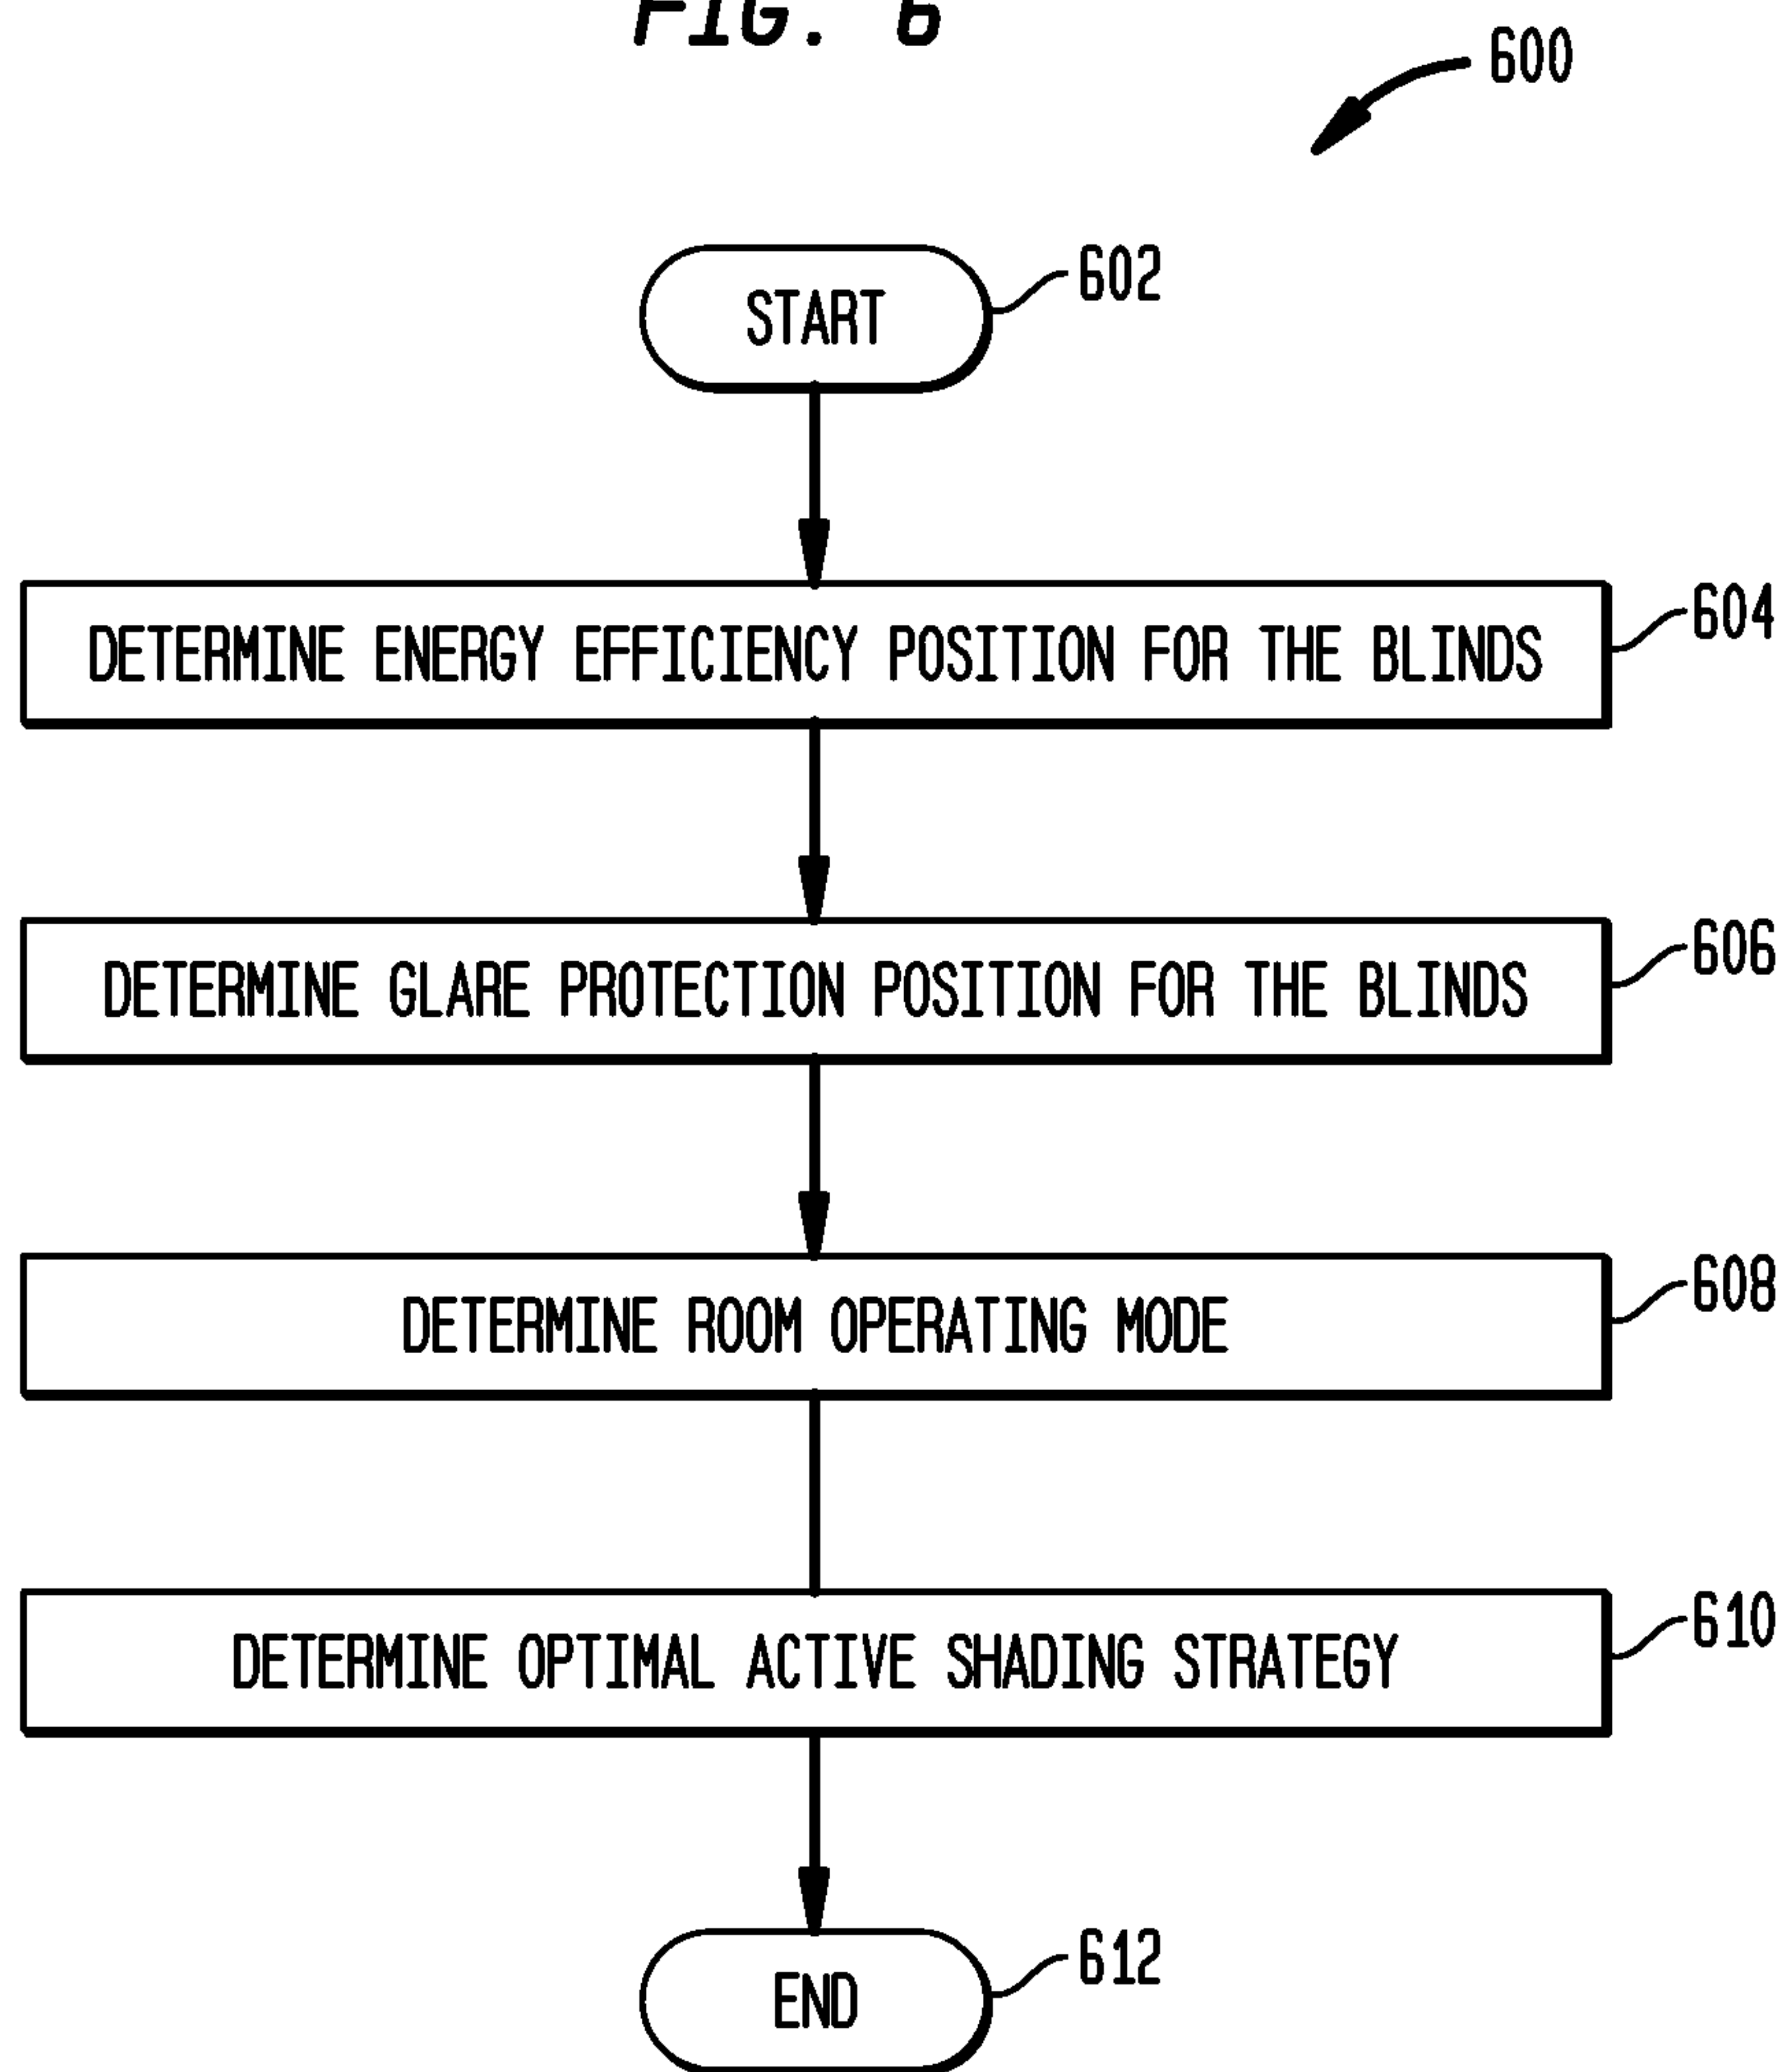 FIG. 6
600
START
602
DETERMINE ENERGY EFFICIENCY POSITION FOR THE BLINDS
604
DETERMINE GLARE PROTECTION POSITION FOR THE BLINDS
606
DETERMINE ROOM OPERATING MODE
608
DETERMINE OPTIMAL ACTIVE SHADING STRATEGY
610
END
612